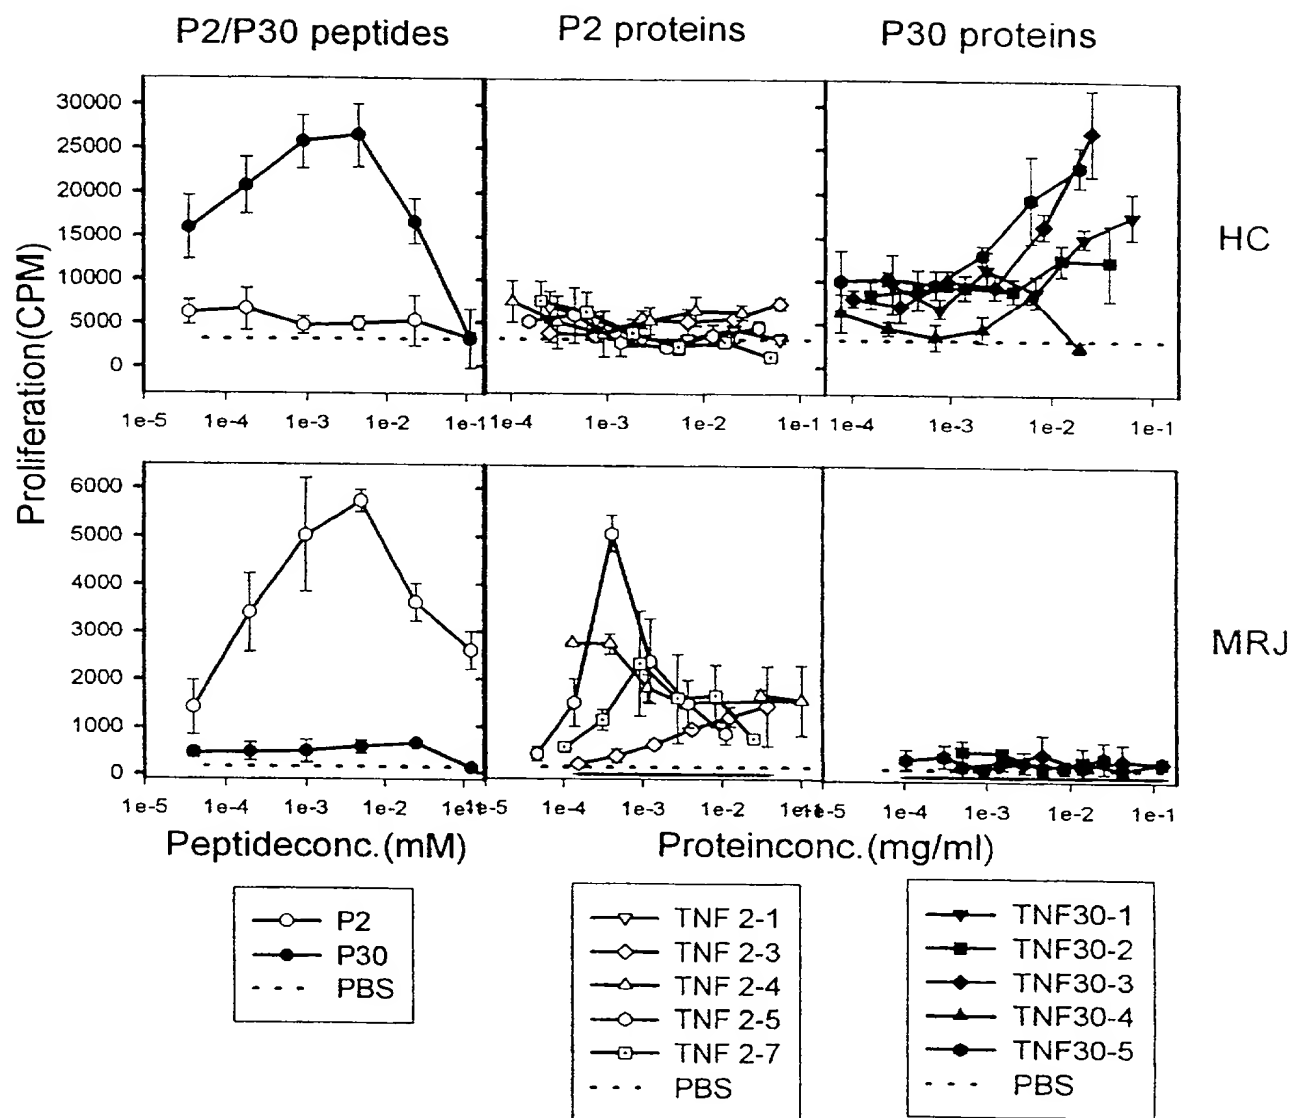 P2/P30 peptides P2 proteins P30 proteins
Proliferation(CPM)
30000
25000
20000
15000
10000
5000
0
HC
1e-5 1e-4 1e-3 1e-2 1e-1 1e-4 1e-3 1e-2 1e-1 1e-4 1e-3 1e-2 1e-1
6000
5000
4000
3000
2000
1000
0
MRJ
1e-5 1e-4 1e-3 1e-2 1e-5 1e-4 1e-3 1e-2 1e-5 1e-4 1e-3 1e-2 1e-1
Peptideconc.(mM) Proteinconc.(mg/ml)
P2
P30
PBS
TNF 2-1
TNF 2-3
TNF 2-4
TNF 2-5
TNF 2-7
PBS
TNF30-1
TNF30-2
TNF30-3
TNF30-4
TNF30-5
PBS